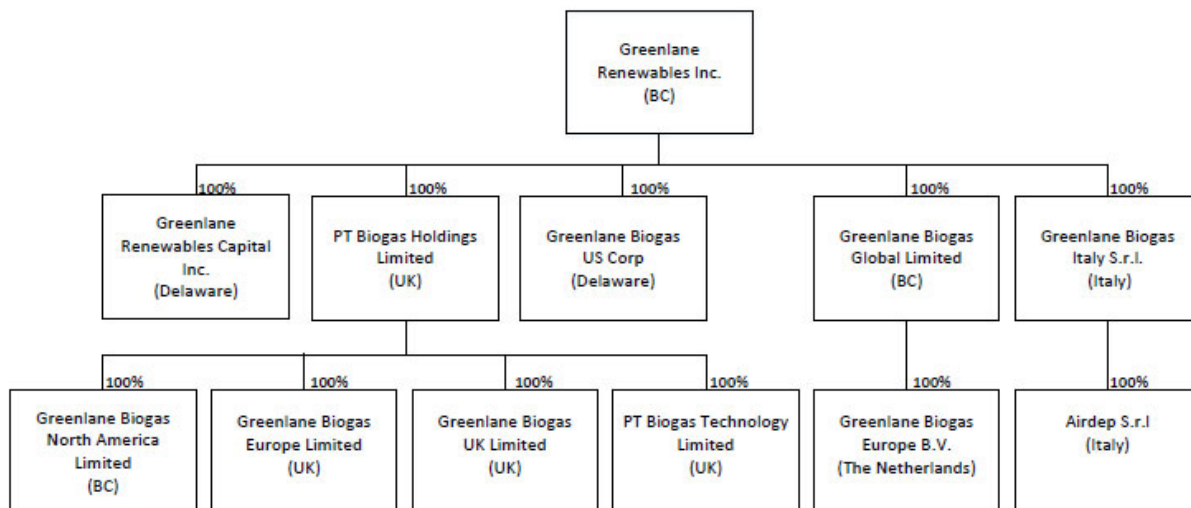 Greenlane
Renewables Inc.
(BC)
100%
100%
100%
100%
100%
Greenlane
Renewables Capital
Inc.
(Delaware)
PT Biogas Holdings
Limited
(UK)
Greenlane Biogas
US Corp
(Delaware)
Greenlane Biogas
Global Limited
(BC)
Greenlane Biogas
Italy S.r.l.
(Italy)
100%
100%
100%
100%
100%
100%
Greenlane Biogas
North America
Limited
(BC)
Greenlane Biogas
Europe Limited
(UK)
Greenlane Biogas
UK Limited
(UK)
PT Biogas Technology
Limited
(UK)
Greenlane Biogas
Europe B.V.
(The Netherlands)
Airdep S.r.l
(Italy)